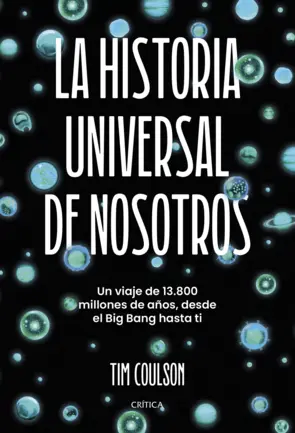 LA HISTORIA
UNIVERSAL
DE NOSOTROS
Un viaje de 13.800
millones de años, desde
el Big Bang hasta ti
TIM COULSON
CRÍTICA